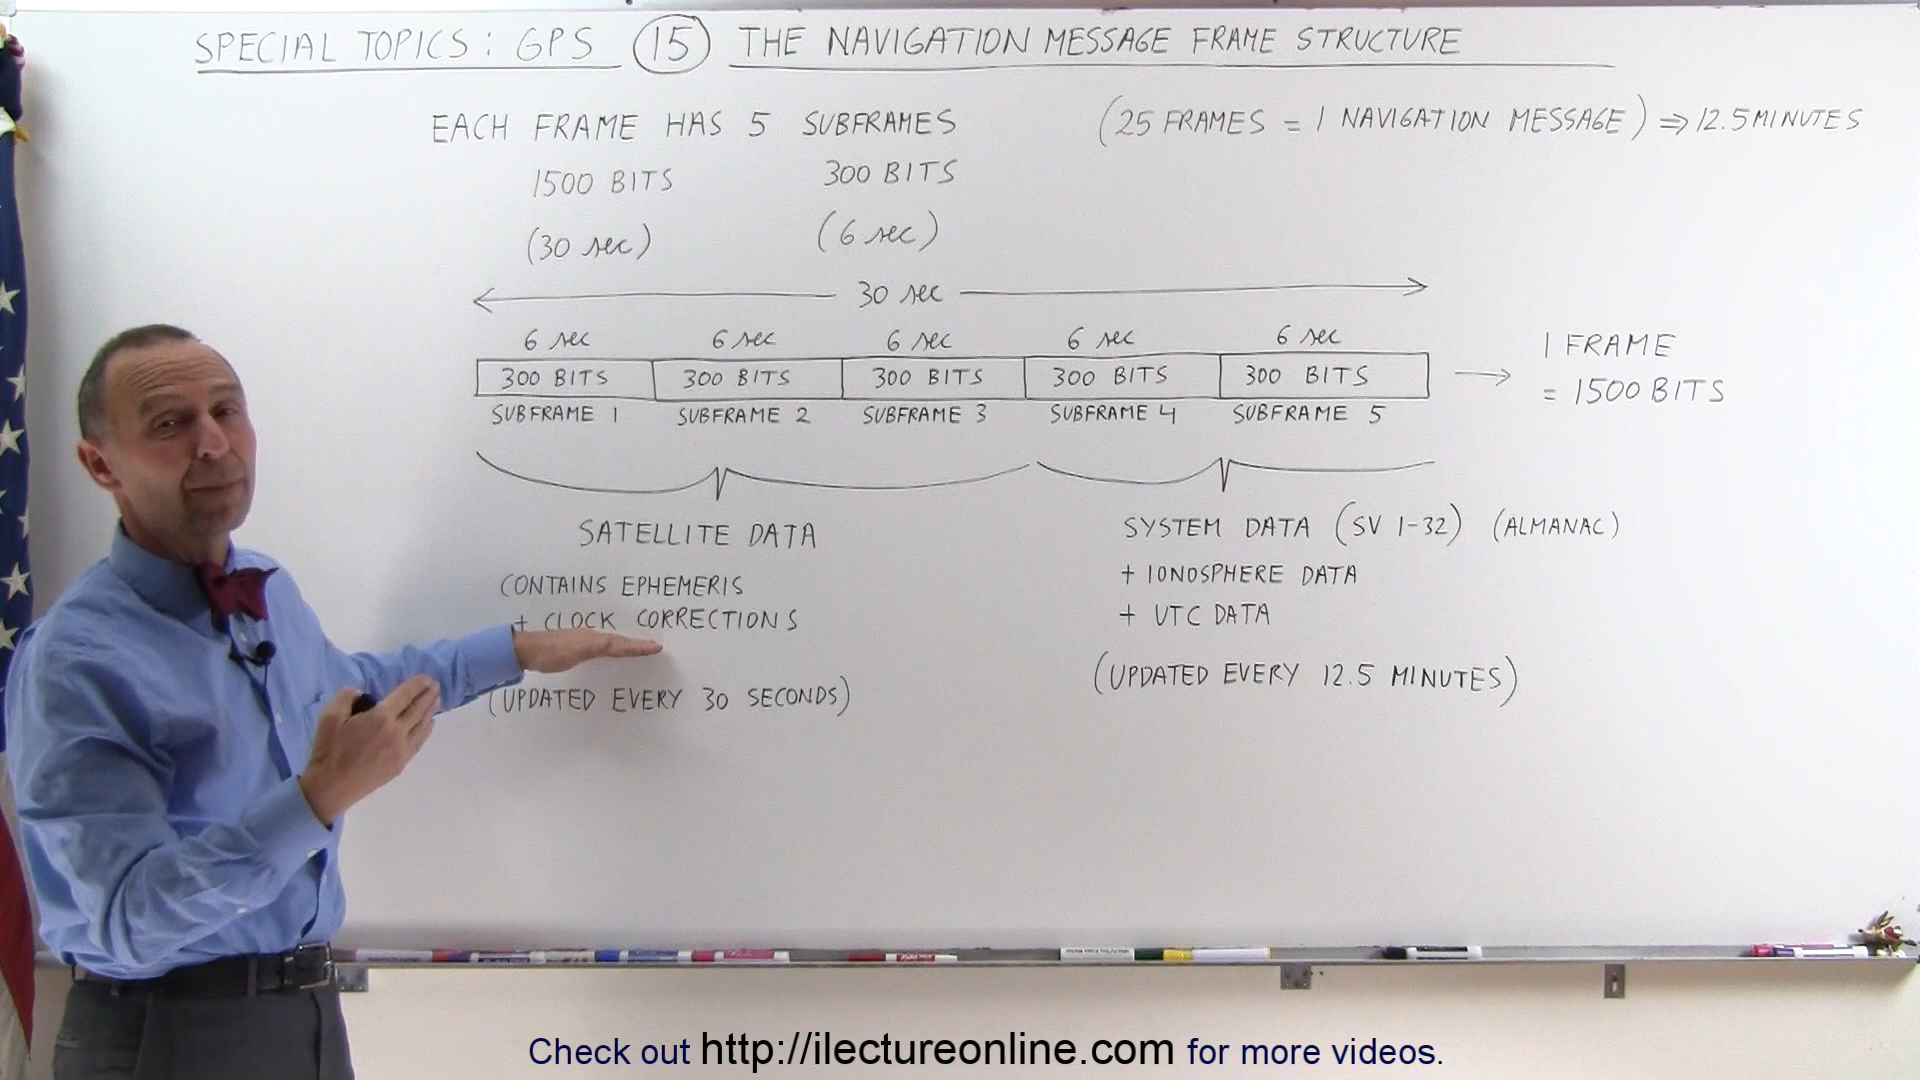 SPECIAL TOPICS: GPS 15 THE NAVIGATION MESSAGE FRAME STRUCTURE
EACH FRAME HAS 5 SUBFRAMES
(25 FRAMES = 1 NAVIGATION MESSAGE) ⇒ 12.5 MINUTES
1500 BITS 300 BITS
(30 sec) (6 sec)
30 sec
6 sec 6 sec 6 sec 6 sec 6 sec
300 BITS 300 BITS 300 BITS 300 BITS 300 BITS
SUBFRAME 1 SUBFRAME 2 SUBFRAME 3 SUBFRAME 4 SUBFRAME 5
→ 1 FRAME
= 1500 BITS
SATELLITE DATA
CONTAINS EPHEMERIS
+ CLOCK CORRECTIONS
(UPDATED EVERY 30 SECONDS)
SYSTEM DATA (SV 1-32) (ALMANAC)
+ IONOSPHERE DATA
+ UTC DATA
(UPDATED EVERY 12.5 MINUTES)
Check out http://ilectureonline.com for more videos.